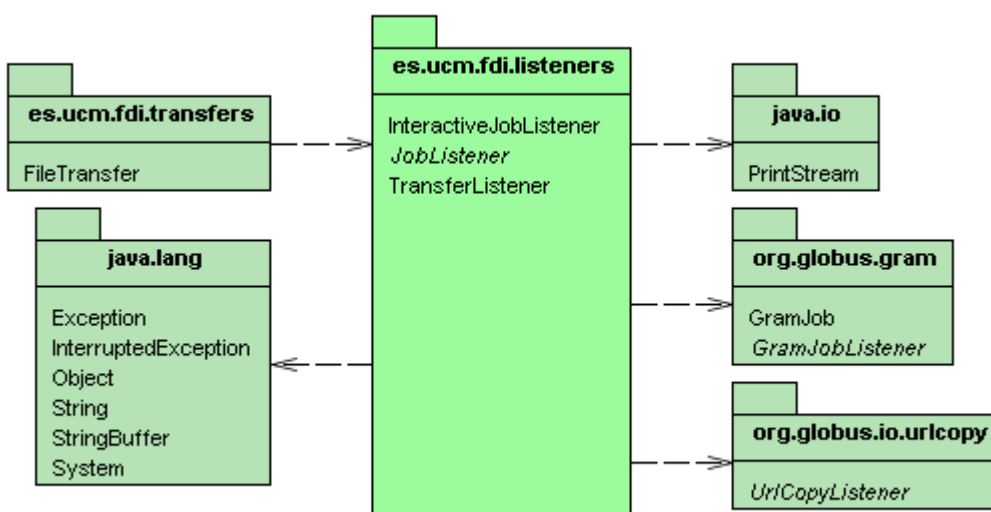 es.ucm.fdi.transfers
FileTransfer
java.lang
Exception
InterruptedException
Object
String
StringBuffer
System
es.ucm.fdi.listeners
InteractiveJobListener
JobListener
TransferListener
java.io
PrintStream
org.globus.gram
GramJob
GramJobListener
org.globus.io.urlcopy
UrlCopyListener